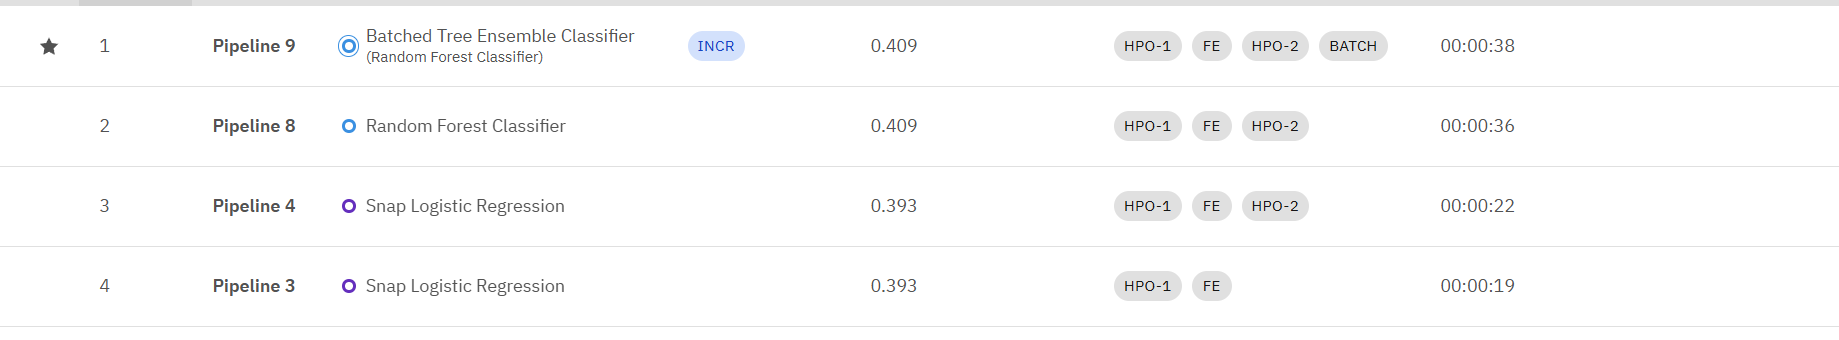 1 Pipeline 9 Batched Tree Ensemble Classifier INCR 0.409 HPO-1 FE HPO-2 BATCH 00:00:38
(Random Forest Classifier)
2 Pipeline 8 Random Forest Classifier 0.409 HPO-1 FE HPO-2 00:00:36
3 Pipeline 4 Snap Logistic Regression 0.393 HPO-1 FE HPO-2 00:00:22
4 Pipeline 3 Snap Logistic Regression 0.393 HPO-1 FE 00:00:19